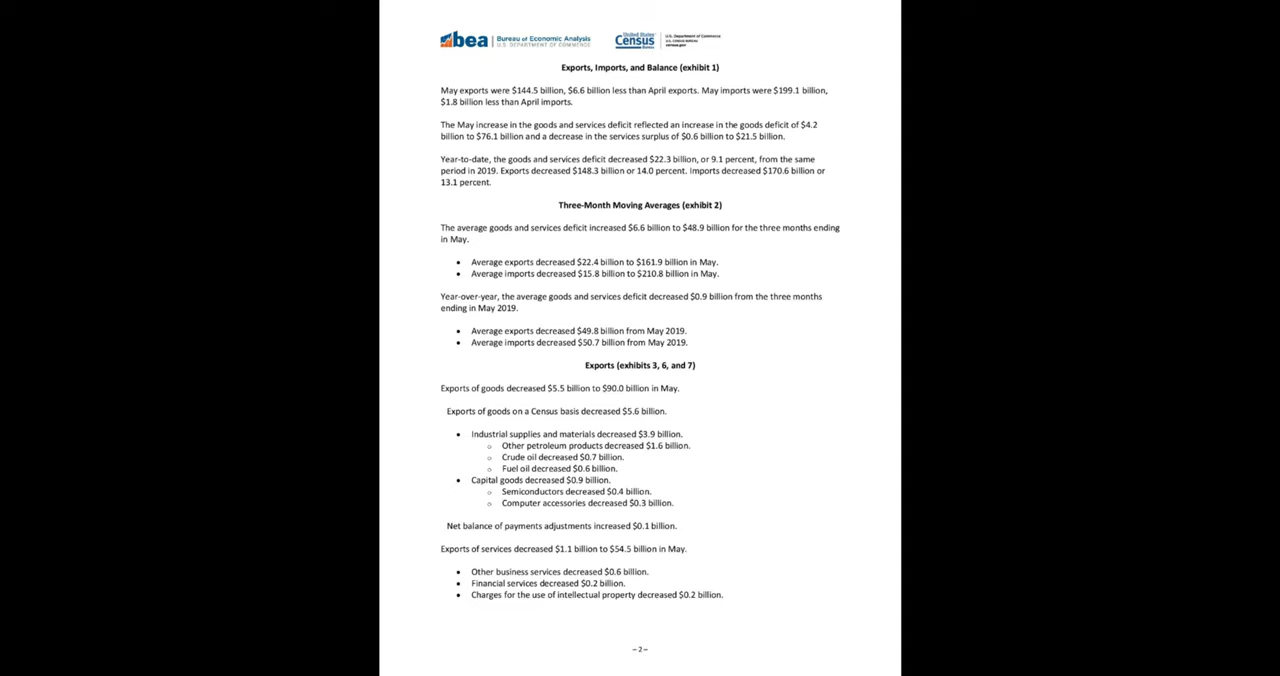 bea Bureau of Economic Analysis
U.S. DEPARTMENT OF COMMERCE
United States
Census
Bureau
U.S. Department of Commerce
U.S. CENSUS BUREAU
census.gov
Exports, Imports, and Balance (exhibit 1)
May exports were $144.5 billion, $6.6 billion less than April exports. May imports were $199.1 billion,
$1.8 billion less than April imports.
The May increase in the goods and services deficit reflected an increase in the goods deficit of $4.2
billion to $76.1 billion and a decrease in the services surplus of $0.6 billion to $21.5 billion.
Year-to-date, the goods and services deficit decreased $22.3 billion, or 9.1 percent, from the same
period in 2019. Exports decreased $148.3 billion or 14.0 percent. Imports decreased $170.6 billion or
13.1 percent.
Three-Month Moving Averages (exhibit 2)
The average goods and services deficit increased $6.6 billion to $48.9 billion for the three months ending
in May.
• Average exports decreased $22.4 billion to $161.9 billion in May.
• Average imports decreased $15.8 billion to $210.8 billion in May.
Year-over-year, the average goods and services deficit decreased $0.9 billion from the three months
ending in May 2019.
• Average exports decreased $49.8 billion from May 2019.
• Average imports decreased $50.7 billion from May 2019.
Exports (exhibits 3, 6, and 7)
Exports of goods decreased $5.5 billion to $90.0 billion in May.
Exports of goods on a Census basis decreased $5.6 billion.
• Industrial supplies and materials decreased $3.9 billion.
o Other petroleum products decreased $1.6 billion.
o Crude oil decreased $0.7 billion.
o Fuel oil decreased $0.6 billion.
• Capital goods decreased $0.9 billion.
o Semiconductors decreased $0.4 billion.
o Computer accessories decreased $0.3 billion.
Net balance of payments adjustments increased $0.1 billion.
Exports of services decreased $1.1 billion to $54.5 billion in May.
• Other business services decreased $0.6 billion.
• Financial services decreased $0.2 billion.
• Charges for the use of intellectual property decreased $0.2 billion.
~ 2 ~